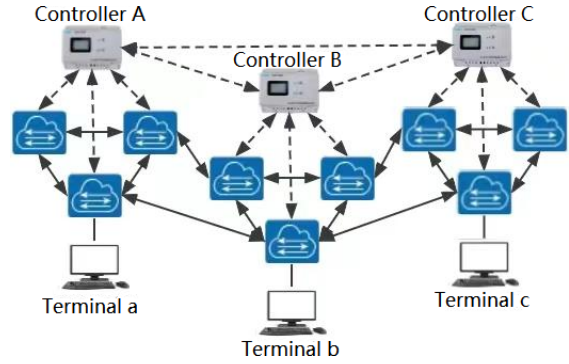 Controller A
Controller C
Controller B
Terminal a
Terminal c
Terminal b